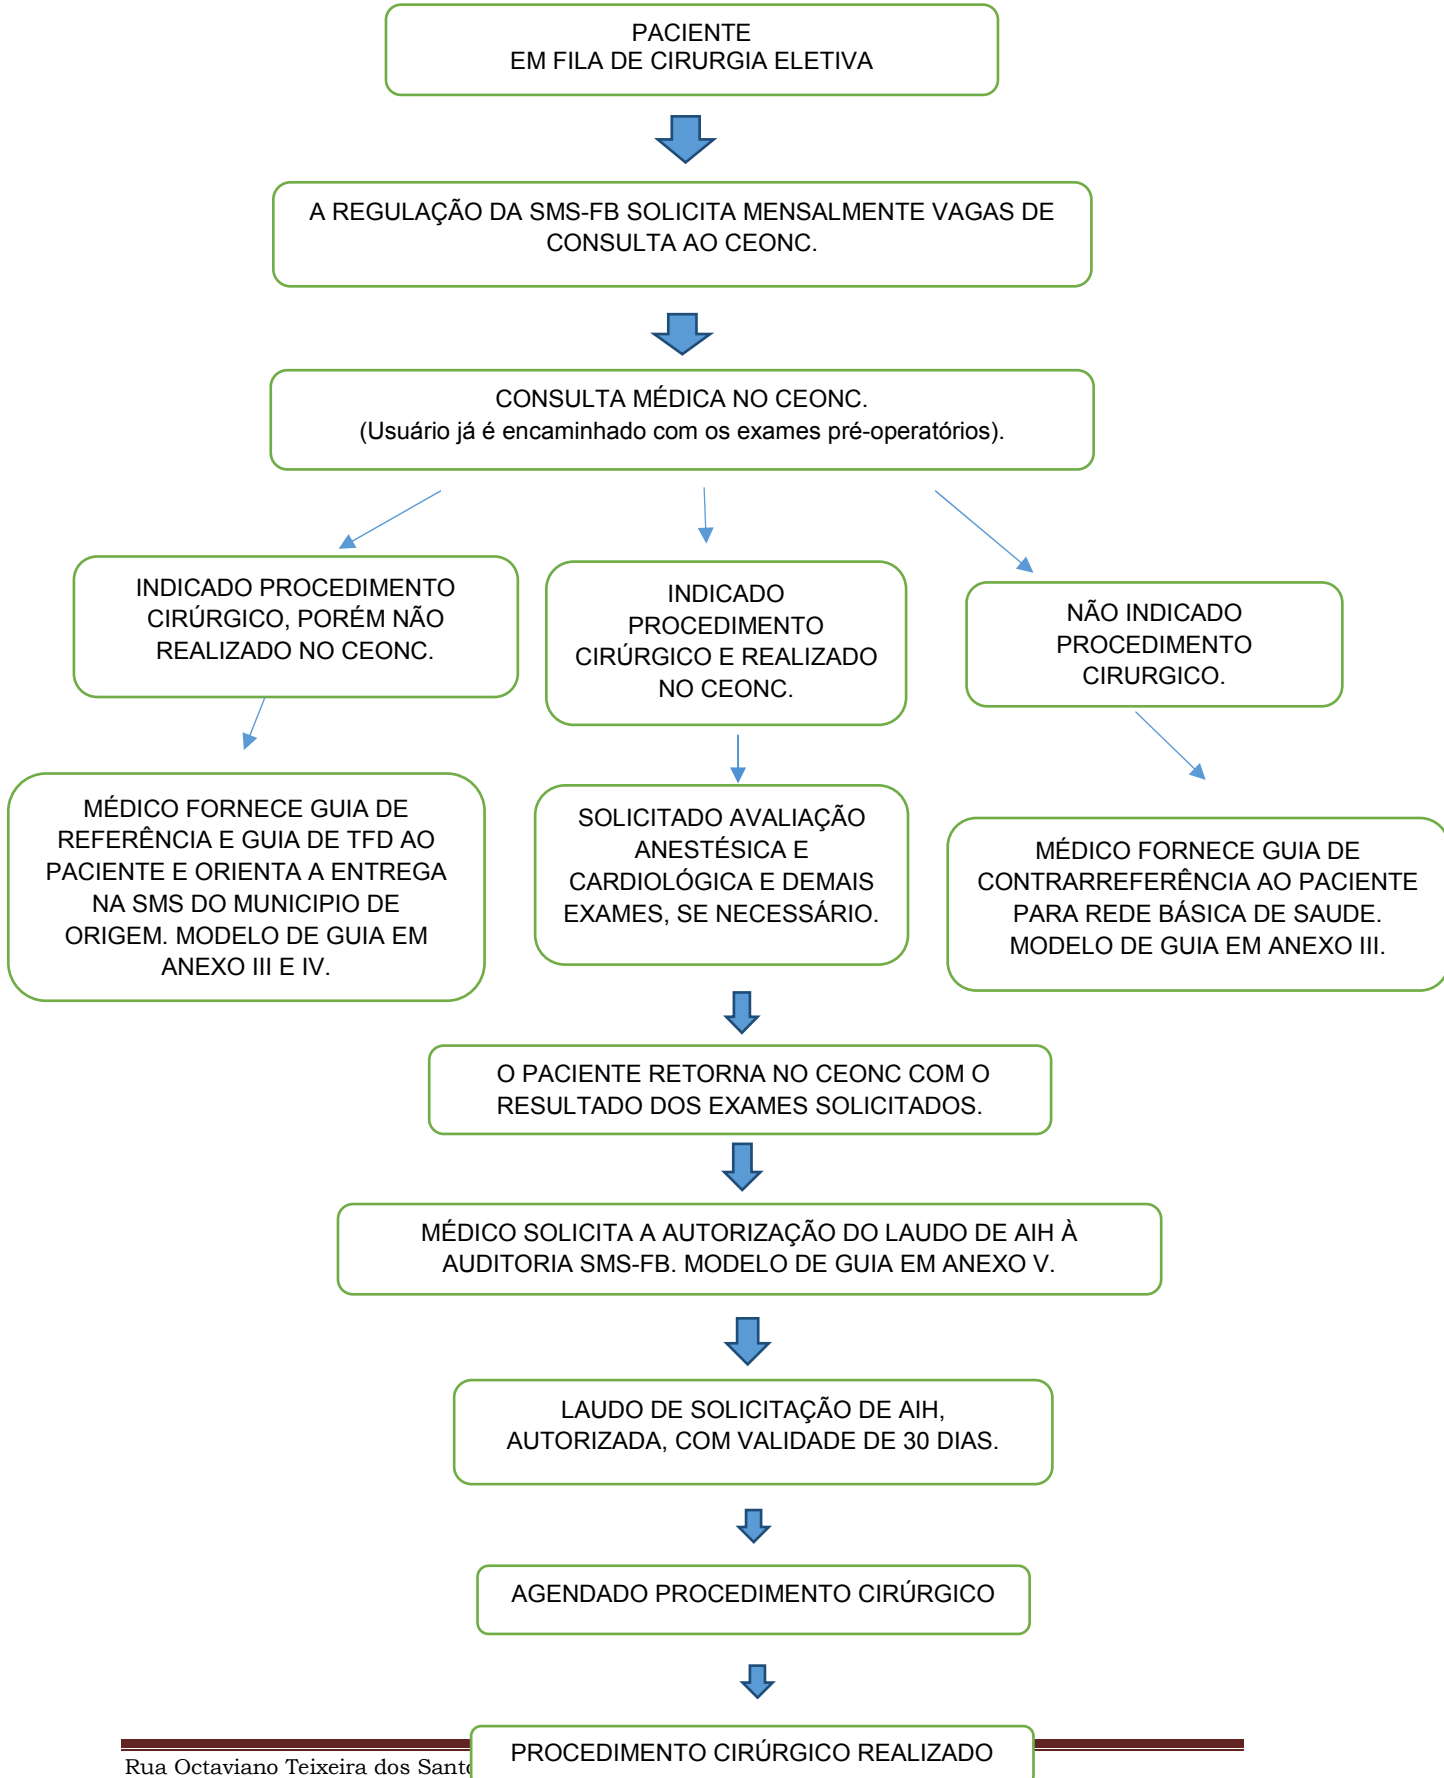 PACIENTE
EM FILA DE CIRURGIA ELETIVA
A REGULAÇÃO DA SMS-FB SOLICITA MENSALMENTE VAGAS DE
CONSULTA AO CEONC.
CONSULTA MÉDICA NO CEONC.
(Usuário já é encaminhado com os exames pré-operatórios).
INDICADO PROCEDIMENTO
CIRÚRGICO, PORÉM NÃO
REALIZADO NO CEONC.
INDICADO
PROCEDIMENTO
CIRÚRGICO E REALIZADO
NO CEONC.
NÃO INDICADO
PROCEDIMENTO
CIRURGICO.
MÉDICO FORNECE GUIA DE
REFERÊNCIA E GUIA DE TFD AO
PACIENTE E ORIENTA A ENTREGA
NA SMS DO MUNICIPIO DE
ORIGEM. MODELO DE GUIA EM
ANEXO III E IV.
SOLICITADO AVALIAÇÃO
ANESTÉSICA E
CARDIOLÓGICA E DEMAIS
EXAMES, SE NECESSÁRIO.
MÉDICO FORNECE GUIA DE
CONTRARREFERÊNCIA AO PACIENTE
PARA REDE BÁSICA DE SAUDE.
MODELO DE GUIA EM ANEXO III.
O PACIENTE RETORNA NO CEONC COM O
RESULTADO DOS EXAMES SOLICITADOS.
MÉDICO SOLICITA A AUTORIZAÇÃO DO LAUDO DE AIH À
AUDITORIA SMS-FB. MODELO DE GUIA EM ANEXO V.
LAUDO DE SOLICITAÇÃO DE AIH,
AUTORIZADA, COM VALIDADE DE 30 DIAS.
AGENDADO PROCEDIMENTO CIRÚRGICO
PROCEDIMENTO CIRÚRGICO REALIZADO
Rua Octaviano Teixeira dos